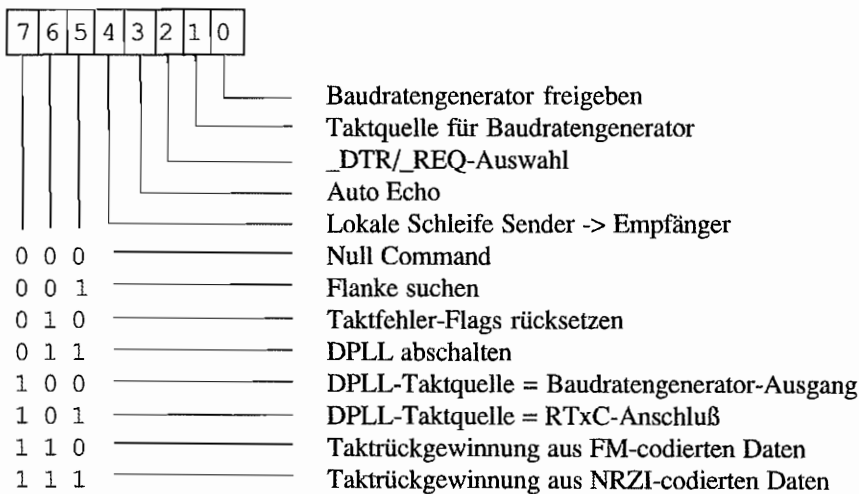 7 6 5 4 3 2 1 0
Baudratengenerator freigeben
Taktquelle für Baudratengenerator
_DTR/_REQ-Auswahl
Auto Echo
Lokale Schleife Sender -> Empfänger
0 0 0 Null Command
0 0 1 Flanke suchen
0 1 0 Taktfehler-Flags rücksetzen
0 1 1 DPLL abschalten
1 0 0 DPLL-Taktquelle = Baudratengenerator-Ausgang
1 0 1 DPLL-Taktquelle = RTxC-Anschluß
1 1 0 Taktrückgewinnung aus FM-codierten Daten
1 1 1 Taktrückgewinnung aus NRZI-codierten Daten